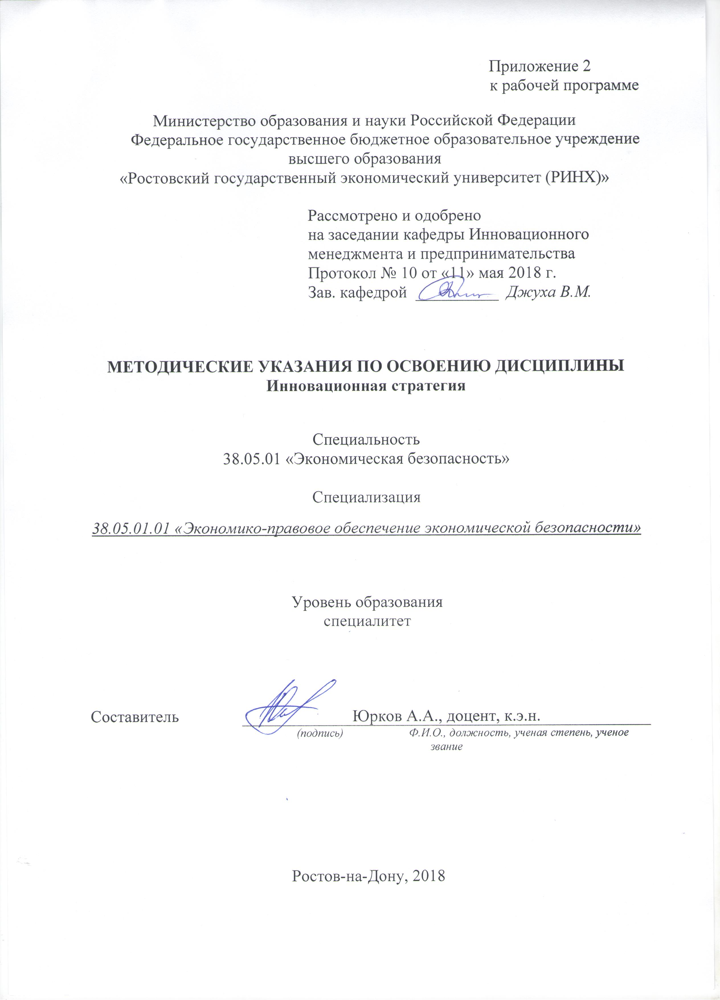 Приложение 2
к рабочей программе
Министерство образования и науки Российской Федерации
Федеральное государственное бюджетное образовательное учреждение
высшего образования
«Ростовский государственный экономический университет (РИНХ)»
Рассмотрено и одобрено
на заседании кафедры Инновационного
менеджмента и предпринимательства
Протокол № 10 от «11» мая 2018 г.
Зав. кафедрой Джуха В.М.
МЕТОДИЧЕСКИЕ УКАЗАНИЯ ПО ОСВОЕНИЮ ДИСЦИПЛИНЫ
Инновационная стратегия
Специальность
38.05.01 «Экономическая безопасность»
Специализация
38.05.01.01 «Экономико-правовое обеспечение экономической безопасности»
Уровень образования
специалитет
Составитель Юрков А.А., доцент, к.э.н.
(подпись) Ф.И.О., должность, ученая степень, ученое
звание
Ростов-на-Дону, 2018